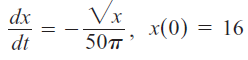 dx/dt = −√x/50π, x(0) = 16